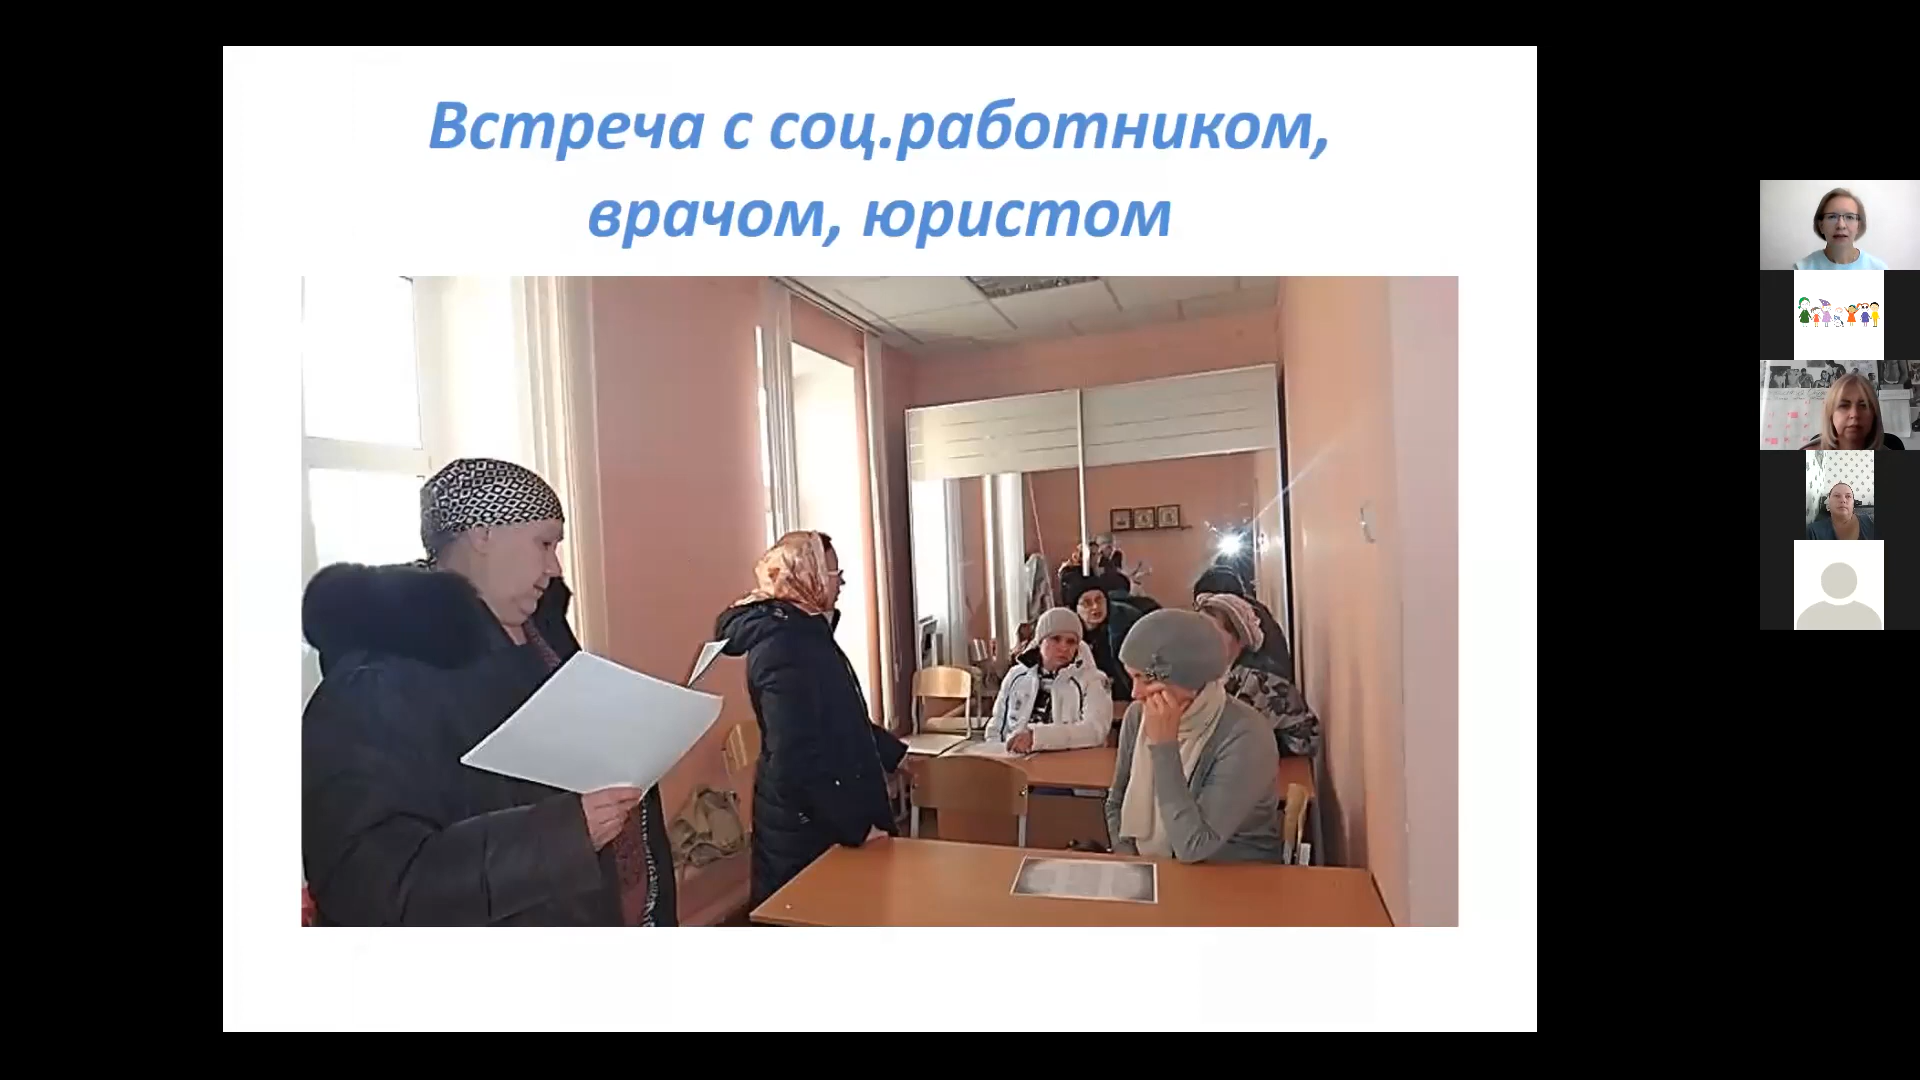 Встреча с соц.работником,
врачом, юристом